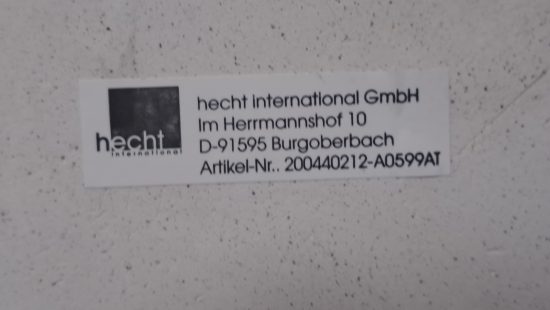 hecht
international
hecht international GmbH
Im Herrmannshof 10
D-91595 Burgoberbach
Artikel-Nr.. 200440212-A0599AT